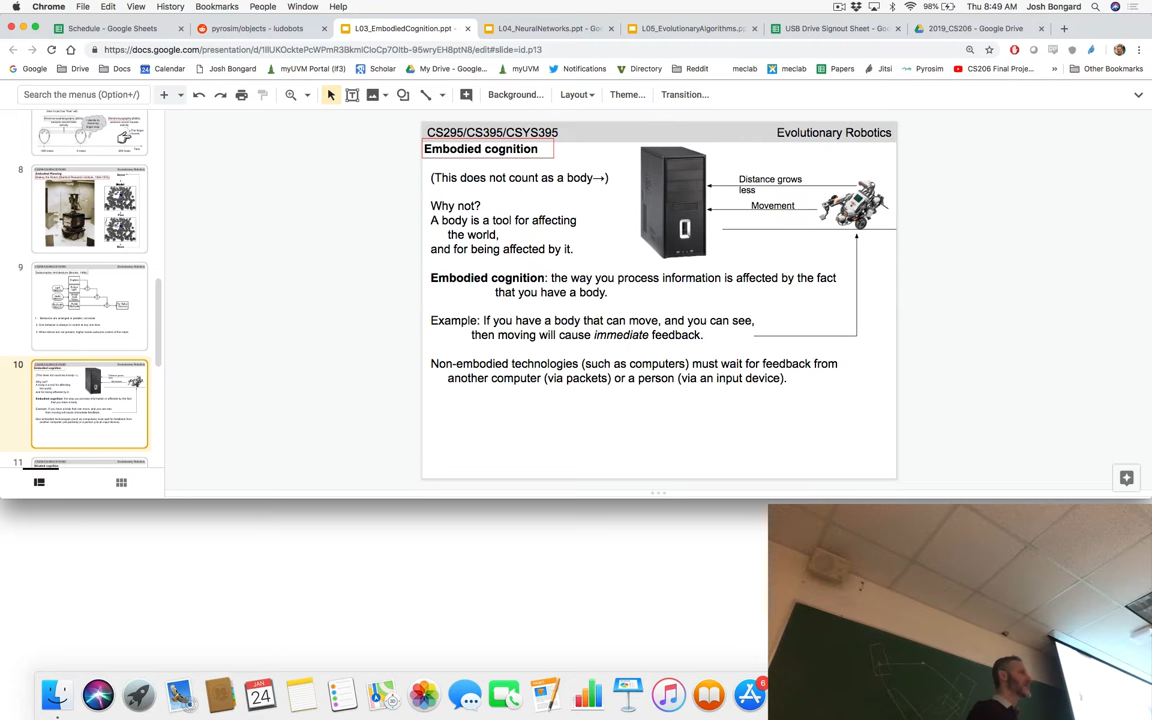 Chrome File Edit View History Bookmarks People Window Help
98% Thu 8:49 AM Josh Bongard
Schedule - Google Sheets
pyrosim/objects - ludobots
L03_EmbodiedCognition.ppt -
L04_NeuralNetworks.ppt - Goo
L05_EvolutionaryAlgorithms.pp
USB Drive Signout Sheet - Goo
2019_CS206 - Google Drive
Google Drive Docs Calendar Josh Bongard myUVM Portal (lf3) Scholar My Drive - Google... myUVM Notifications Directory Reddit meclab meclab Papers Jitsi Pyrosim CS206 Final Proje... » Other Bookmarks
Search the menus (Option+/)
Background...
Layout
Theme...
Transition...
8
9
10
11
CS295/CS395/CSYS395
Evolutionary Robotics
Embodied cognition
(This does not count as a body→)
Why not?
A body is a tool for affecting
the world,
and for being affected by it.
Distance grows
less
Movement
Embodied cognition: the way you process information is affected by the fact
that you have a body.
Example: If you have a body that can move, and you can see,
then moving will cause immediate feedback.
Non-embodied technologies (such as computers) must wait for feedback from
another computer (via packets) or a person (via an input device).
JAN
24
6